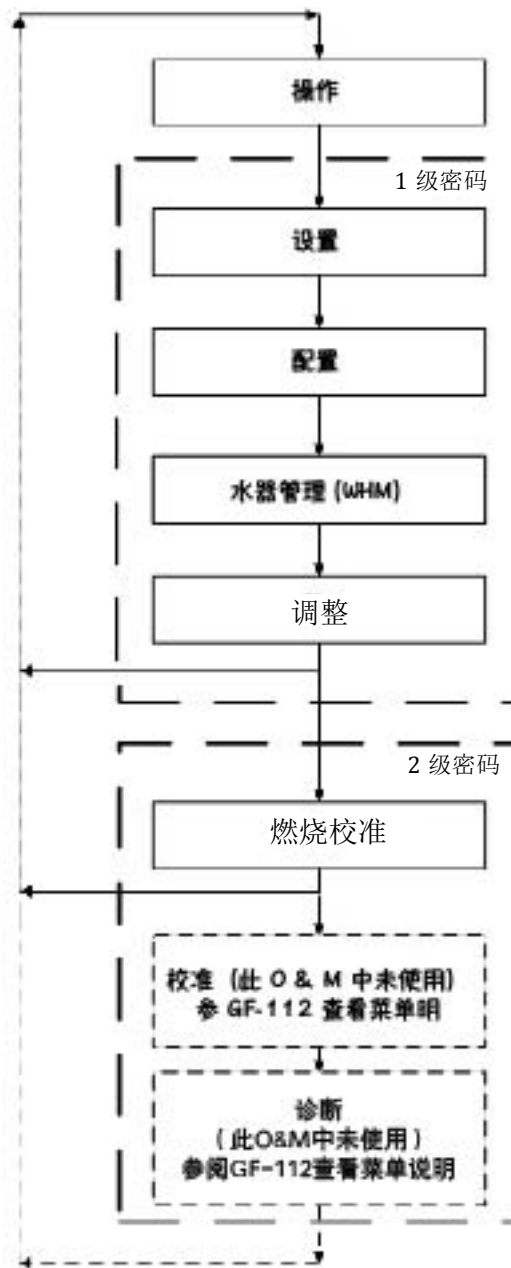 操作
1 级密码
设置
配置
水器管理 (WHM)
调整
2 级密码
燃烧校准
校准 (此 O & M 中未使用)
参 GF-112 查看菜单明
诊断
(此O&M中未使用)
参阅GF-112查看菜单说明